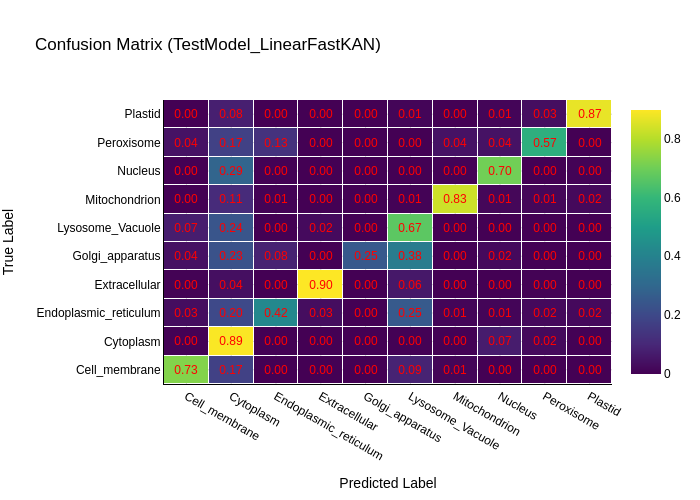 Confusion Matrix (TestModel_LinearFastKAN)
True Label
Plastid 0.00 0.08 0.00 0.00 0.00 0.01 0.00 0.01 0.03 0.87
Peroxisome 0.04 0.17 0.13 0.00 0.00 0.00 0.04 0.04 0.57 0.00
Nucleus 0.00 0.00 0.00 0.00 0.00 0.00 0.70 0.00 0.00
Mitochondrion 0.00 0.11 0.01 0.00 0.00 0.01 0.83 0.01 0.01 0.02
Lysosome_Vacuole 0.07 0.24 0.00 0.02 0.00 0.67 0.00 0.00 0.00 0.00
Golgi_apparatus 0.04 0.23 0.08 0.00 0.25 0.38 0.00 0.02 0.00 0.00
Extracellular 0.00 0.04 0.00 0.90 0.00 0.06 0.00 0.00 0.00 0.00
Endoplasmic_reticulum 0.03 0.42 0.03 0.00 0.25 0.01 0.01 0.02 0.02
Cytoplasm 0.00 0.89 0.00 0.00 0.00 0.00 0.00 0.07 0.02 0.00
Cell_membrane 0.73 0.17 0.00 0.00 0.00 0.09 0.01 0.00 0.00 0.00
Cell_membrane
Cytoplasm
Endoplasmic_reticulum
Extracellular
Golgi_apparatus
Lysosome_Vacuole
Mitochondrion
Nucleus
Peroxisome
Plastid
Predicted Label
0.8
0.6
0.4
0.2
0